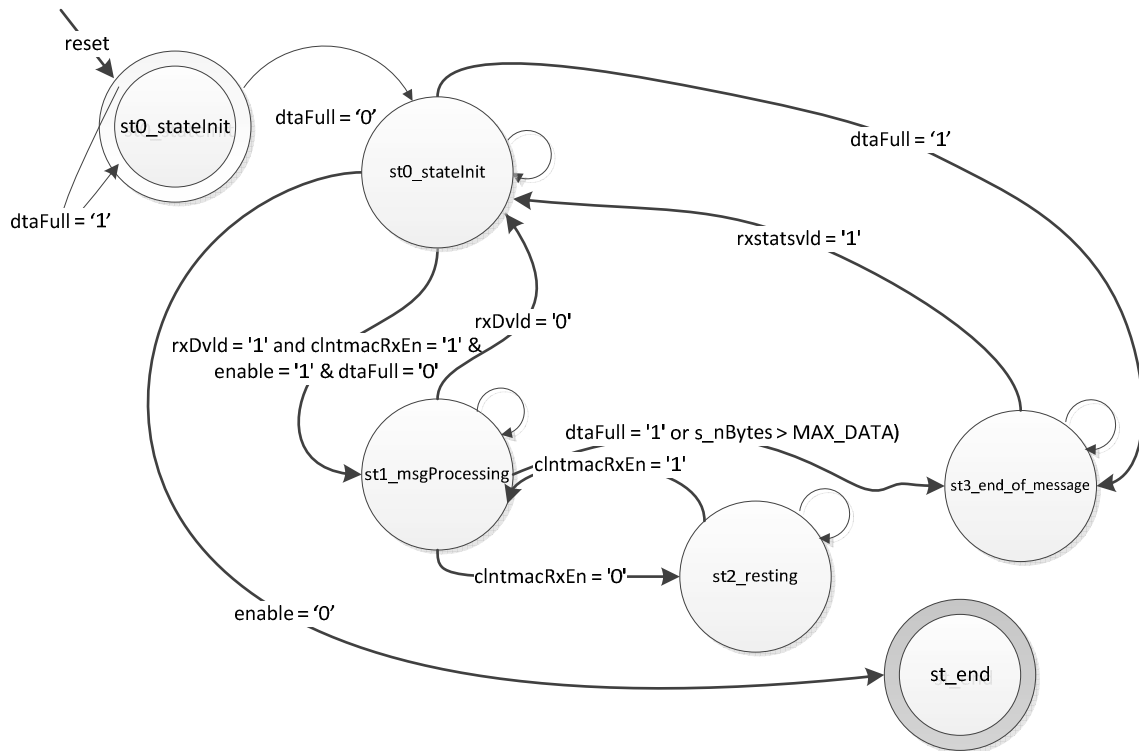 reset
st0_stateInit
dtaFull = ‘0’
dtaFull = ‘1’
st0_stateInit
dtaFull = ‘1’
rxstatsvld = '1'
rxDvld = '0'
rxDvld = '1' and clntmacRxEn = '1' &
enable = '1' & dtaFull = '0'
dtaFull = '1' or s_nBytes > MAX_DATA)
clntmacRxEn = '1'
st1_msgProcessing
st3_end_of_message
clntmacRxEn = '0'
st2_resting
enable = ‘0’
st_end